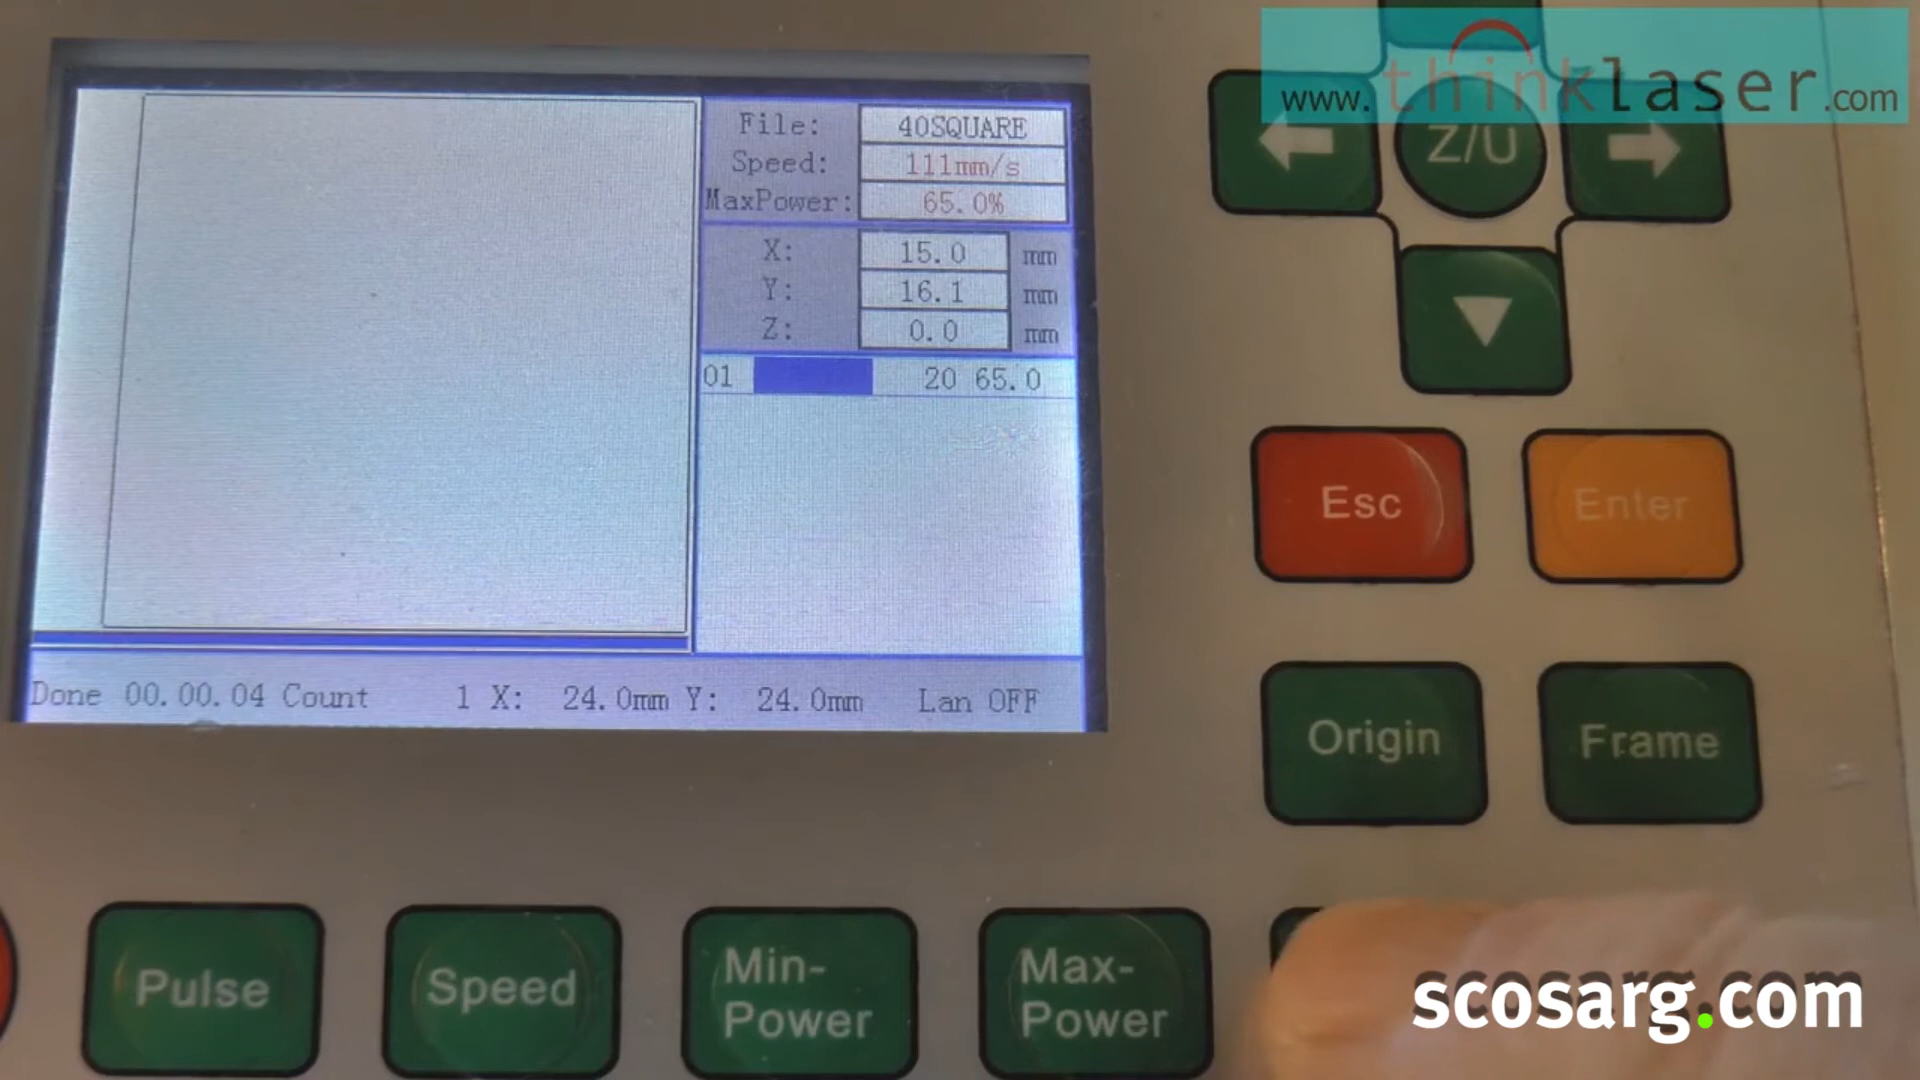 www.thinklaser.com
File: 40SQUARE
Speed: 111mm/s
MaxPower: 65.0%
X: 15.0 mm
Y: 16.1 mm
Z: 0.0 mm
01 20 65.0
Done 00.00.04 Count 1 X: 24.0mm Y: 24.0mm Lan OFF
Z/U
Esc
Enter
Origin
Frame
Pulse
Speed
Min-
Power
Max-
Power
scosarg.com